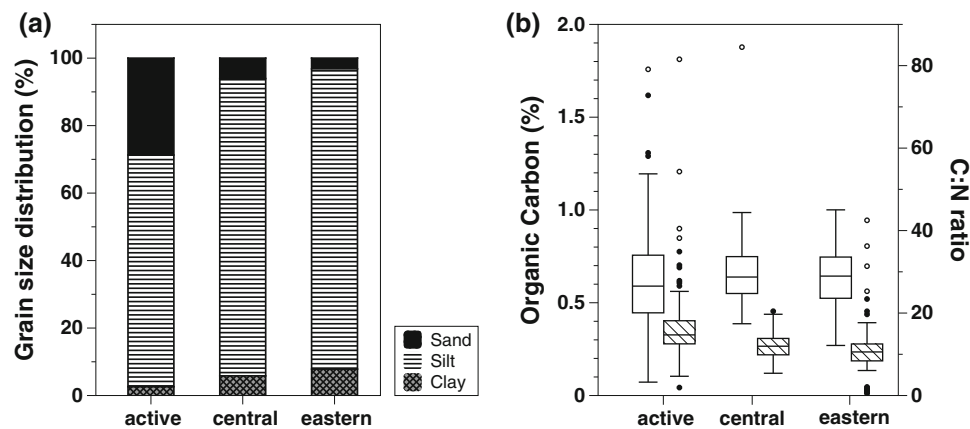 (a)
Grain size distribution (%)
100
80
60
40
20
0
active central eastern
Sand
Silt
Clay
(b)
Organic Carbon (%)
2.0
1.5
1.0
0.5
0
active central eastern
80
60
40
20
0
C:N ratio